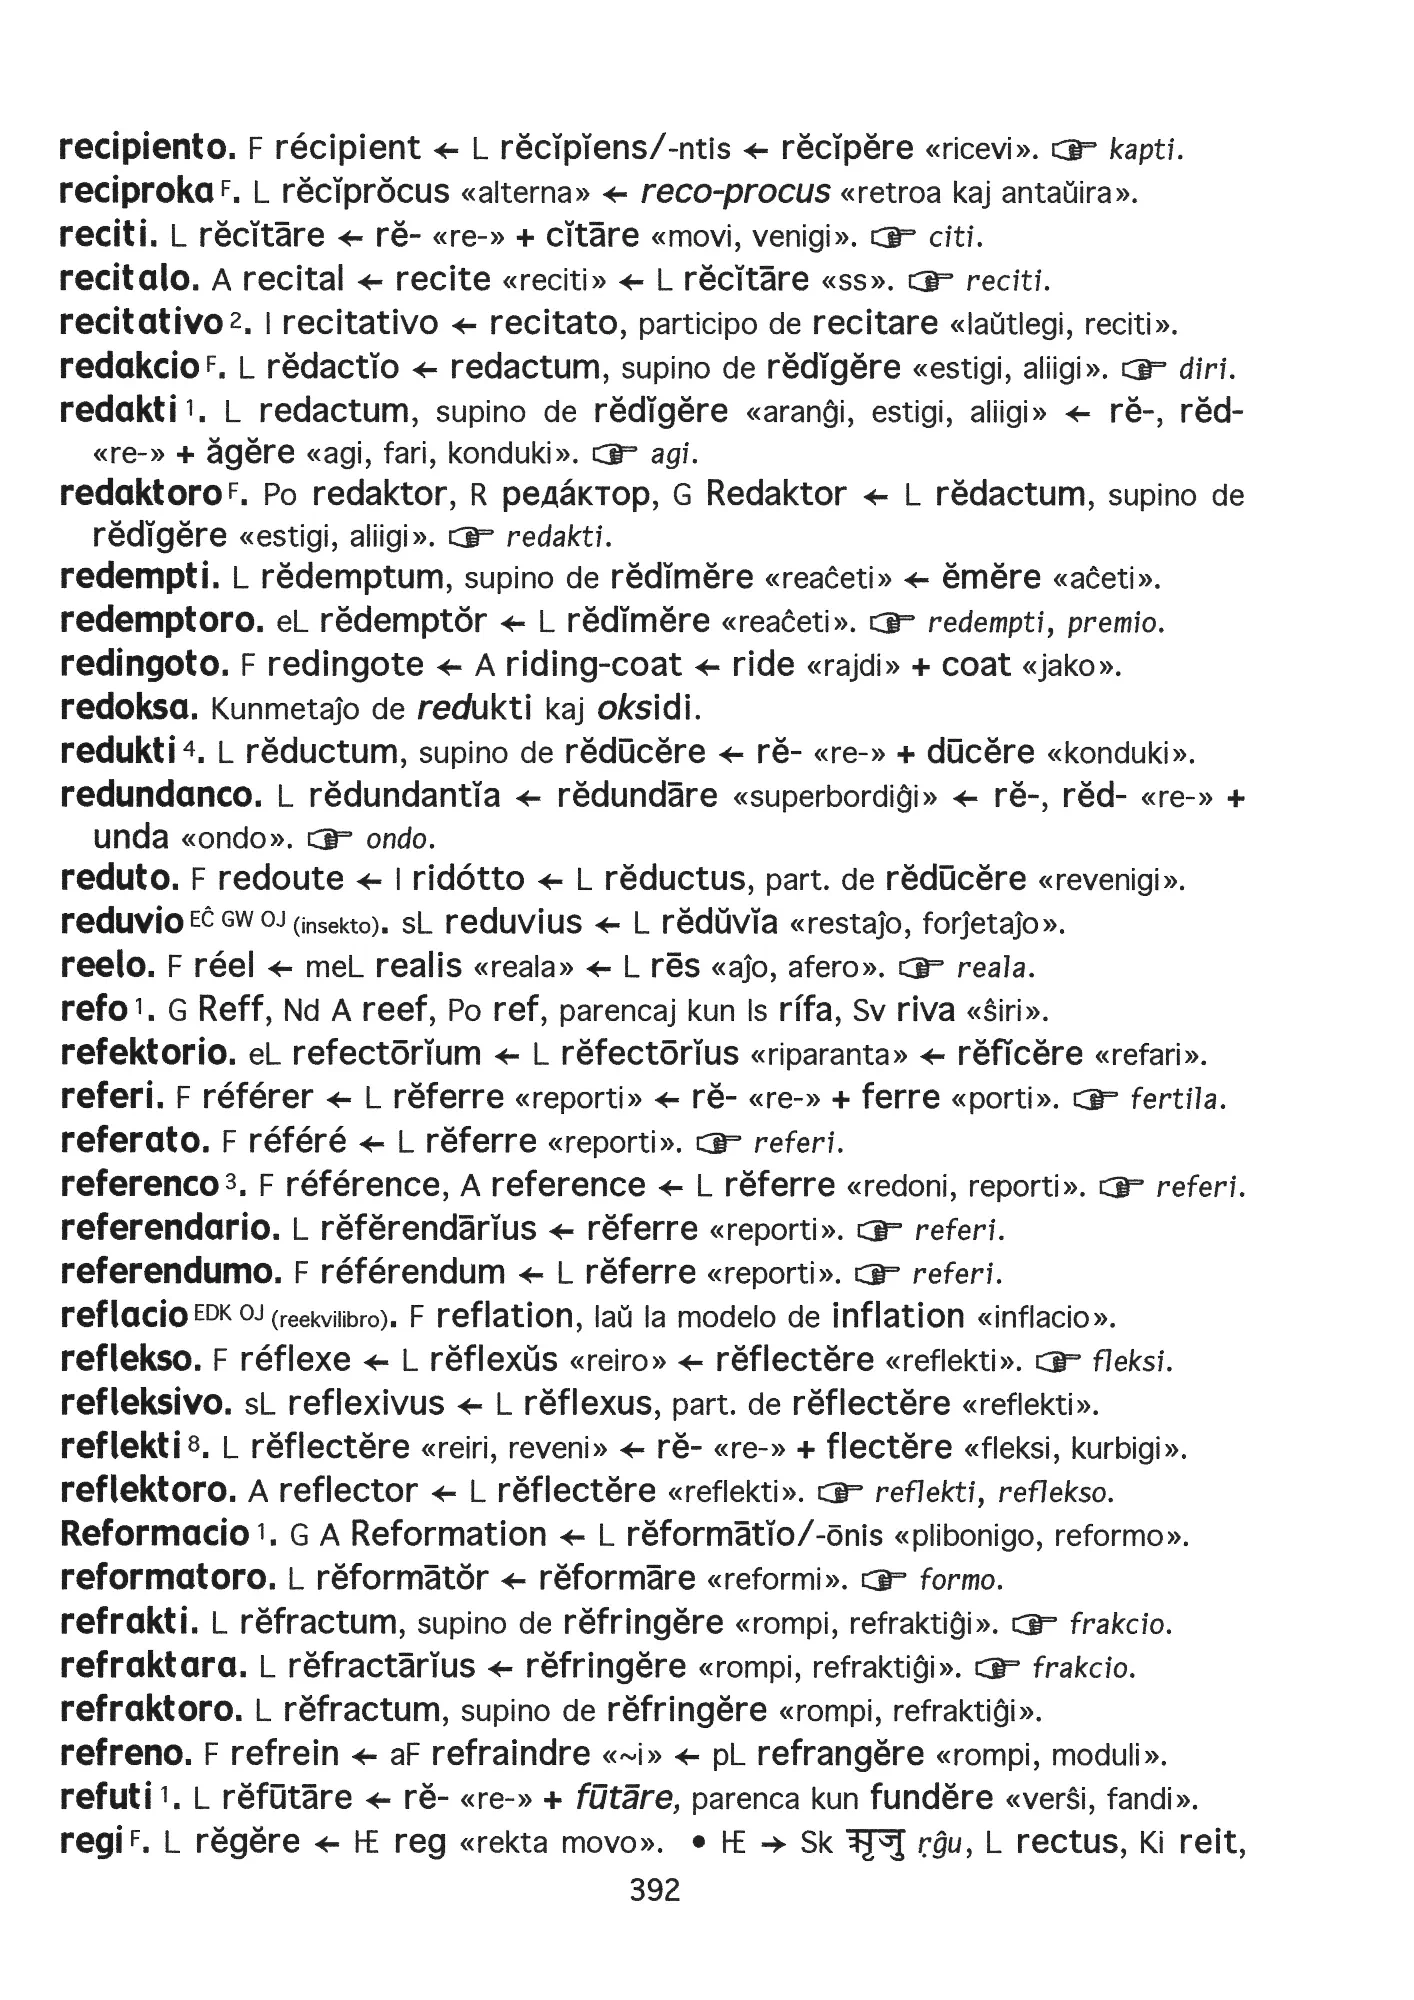 recipiento. F récipient ← L rĕcĭpĭens/-ntis ← rĕcĭpĕre «ricevi». ☞ kapti.
reciproka F. L rĕcĭprŏcus «alterna» ← reco-procus «retroa kaj antaŭira».
reciti. L rĕcĭtāre ← rĕ- «re-» + cĭtāre «movi, venigi». ☞ citi.
recitalo. A recital ← recite «reciti» ← L rĕcĭtāre «ss». ☞ reciti.
recitativo 2. I recitativo ← recitato, participo de recitare «laŭtlegi, reciti».
redakcio F. L rĕdactĭo ← redactum, supino de rĕdĭgĕre «estigi, aliigi». ☞ diri.
redakti 1. L redactum, supino de rĕdĭgĕre «aranĝi, estigi, aliigi» ← rĕ-, rĕd-
«re-» + ăgĕre «agi, fari, konduki». ☞ agi.
redaktoro F. Po redaktor, R редáктор, G Redaktor ← L rĕdactum, supino de
rĕdĭgĕre «estigi, aliigi». ☞ redakti.
redempti. L rĕdemptum, supino de rĕdĭmĕre «reaĉeti» ← ĕmĕre «aĉeti».
redemptoro. eL rĕdemptŏr ← L rĕdĭmĕre «reaĉeti». ☞ redempti, premio.
redingoto. F redingote ← A riding-coat ← ride «rajdi» + coat «jako».
redoksa. Kunmetaĵo de redukti kaj oksidi.
redukti 4. L rĕductum, supino de rĕdūcĕre ← rĕ- «re-» + dūcĕre «konduki».
redundanco. L rĕdundantĭa ← rĕdundāre «superbordiĝi» ← rĕ-, rĕd- «re-» +
unda «ondo». ☞ ondo.
reduto. F redoute ← I ridótto ← L rĕductus, part. de rĕdūcĕre «revenigi».
reduvio EĈ GW OJ (insekto). sL reduvius ← L rĕdŭvĭa «restaĵo, forĵetaĵo».
reelo. F réel ← meL realis «reala» ← L rēs «aĵo, afero». ☞ reala.
refo 1. G Reff, Nd A reef, Po ref, parencaj kun Is rífa, Sv riva «ŝiri».
refektorio. eL refectōrĭum ← L rĕfectōrĭus «riparanta» ← rĕfĭcĕre «refari».
referi. F référer ← L rĕferre «reporti» ← rĕ- «re-» + ferre «porti». ☞ fertila.
referato. F référé ← L rĕferre «reporti». ☞ referi.
referenco 3. F référence, A reference ← L rĕferre «redoni, reporti». ☞ referi.
referendario. L rĕfĕrendārĭus ← rĕferre «reporti». ☞ referi.
referendumo. F référendum ← L rĕferre «reporti». ☞ referi.
reflacio EDK OJ (reekvilibro). F reflation, laŭ la modelo de inflation «inflacio».
reflekso. F réflexe ← L rĕflexŭs «reiro» ← rĕflectĕre «reflekti». ☞ fleksi.
refleksivo. sL reflexivus ← L rĕflexus, part. de rĕflectĕre «reflekti».
reflekti 8. L rĕflectĕre «reiri, reveni» ← rĕ- «re-» + flectĕre «fleksi, kurbigi».
reflektoro. A reflector ← L rĕflectĕre «reflekti». ☞ reflekti, reflekso.
Reformacio 1. G A Reformation ← L rĕformātĭo/-ōnis «plibonigo, reformo».
reformatoro. L rĕformātŏr ← rĕformāre «reformi». ☞ formo.
refrakti. L rĕfractum, supino de rĕfringĕre «rompi, refraktiĝi». ☞ frakcio.
refraktara. L rĕfractārĭus ← rĕfringĕre «rompi, refraktiĝi». ☞ frakcio.
refraktoro. L rĕfractum, supino de rĕfringĕre «rompi, refraktiĝi».
refreno. F refrein ← aF refraindre «~i» ← pL refrangĕre «rompi, moduli».
refuti 1. L rĕfūtāre ← rĕ- «re-» + fūtāre, parenca kun fundĕre «verŝi, fandi».
regi F. L rĕgĕre ← IE reg «rekta movo». • IE → Sk ॠजु ṛĝu, L rectus, Ki reit,
392